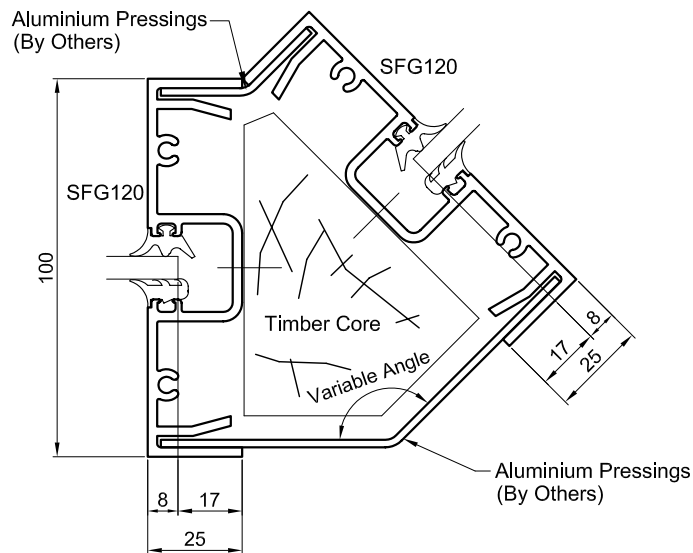 Aluminium Pressings
(By Others)
SFG120
SFG120
100
Timber Core
Variable Angle
8
17
25
Aluminium Pressings
(By Others)
8
17
25